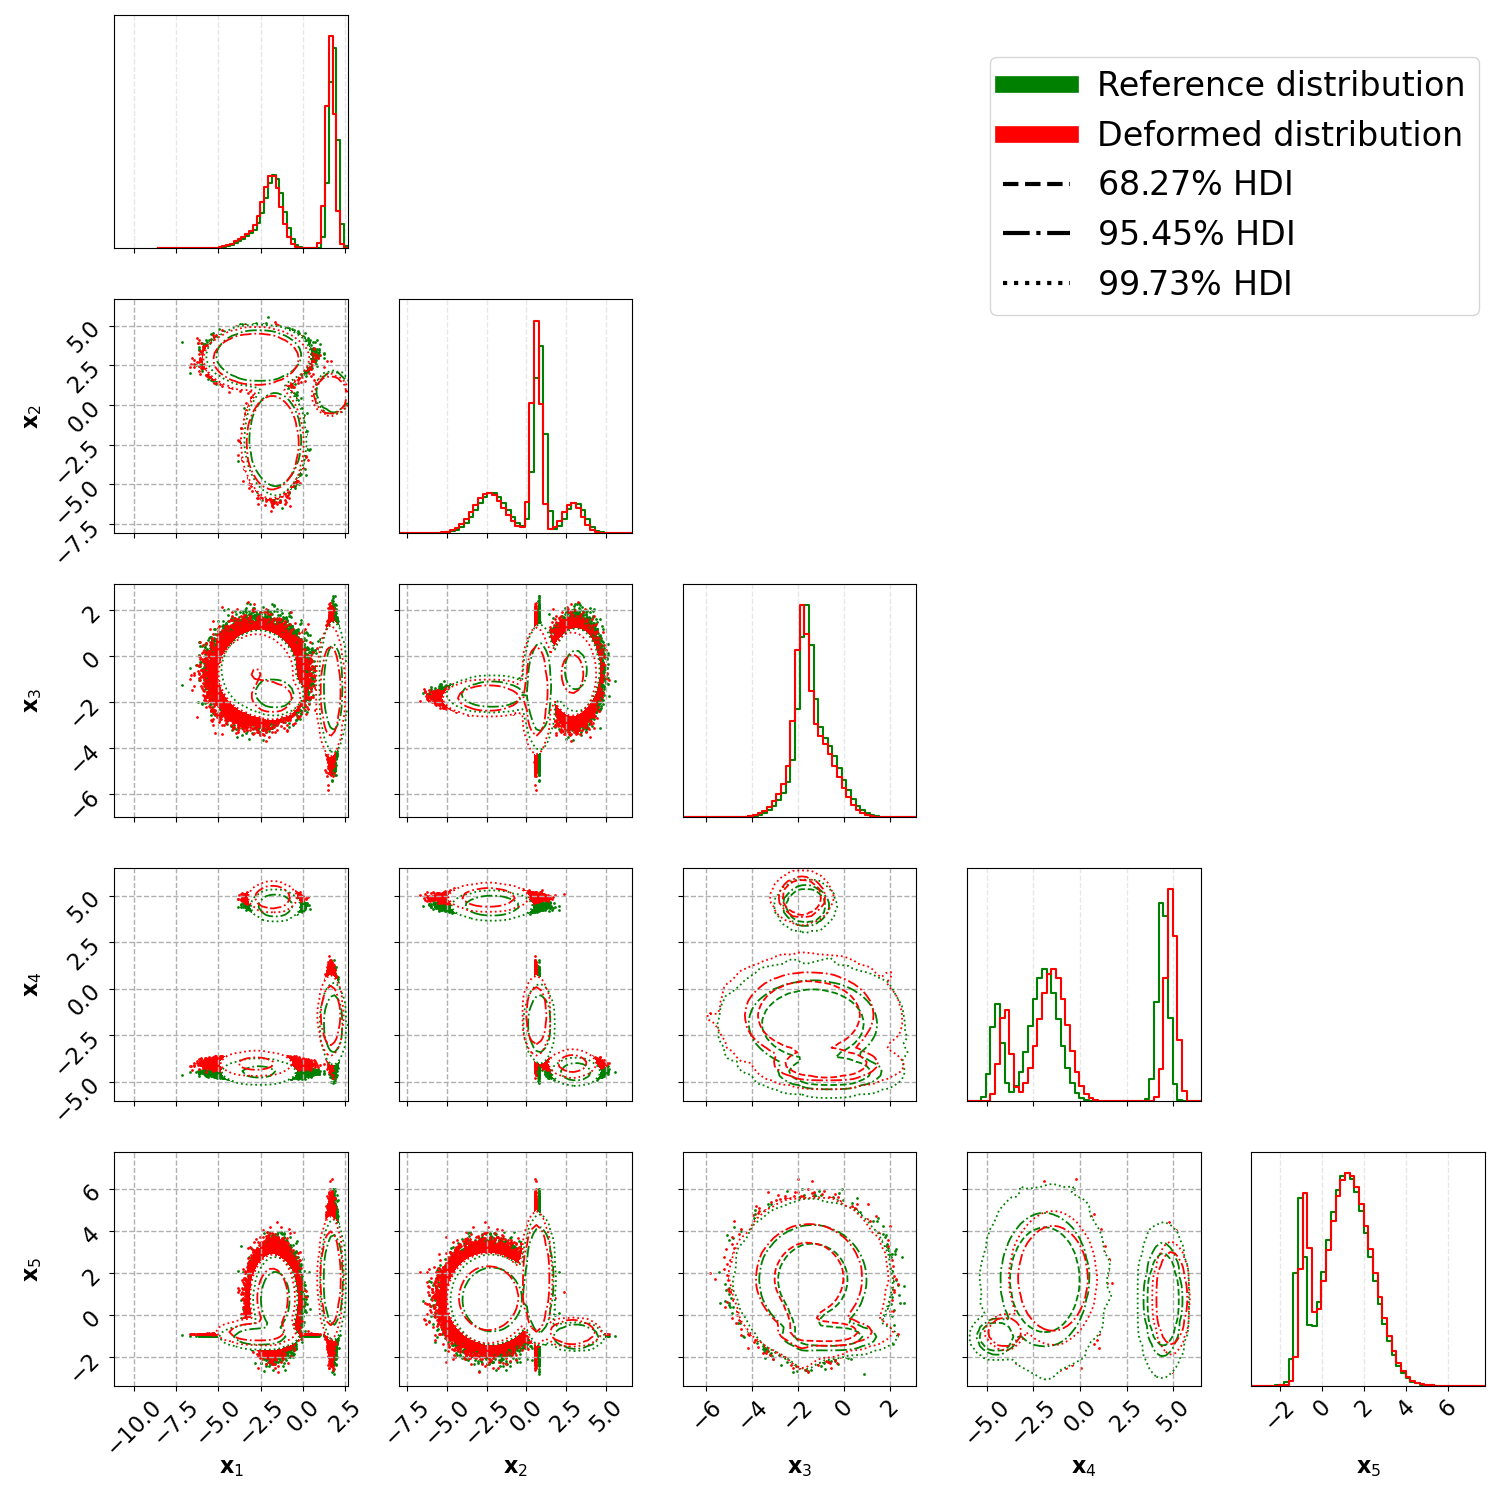 Reference distribution
Deformed distribution
68.27% HDI
95.45% HDI
99.73% HDI
5.0
2.5
0.0
−2.5
−5.0
−7.5
x₂
2
0
−2
−4
−6
x₃
5.0
2.5
0.0
−2.5
−5.0
x₄
6
4
2
0
−2
x₅
−10.0 −7.5 −5.0 −2.5 0.0 2.5 −7.5 −5.0 −2.5 0.0 2.5 5.0 −6 −4 −2 0 2 −5.0 −2.5 0.0 2.5 5.0 −2 0 2 4 6
x₁ x₂ x₃ x₄ x₅